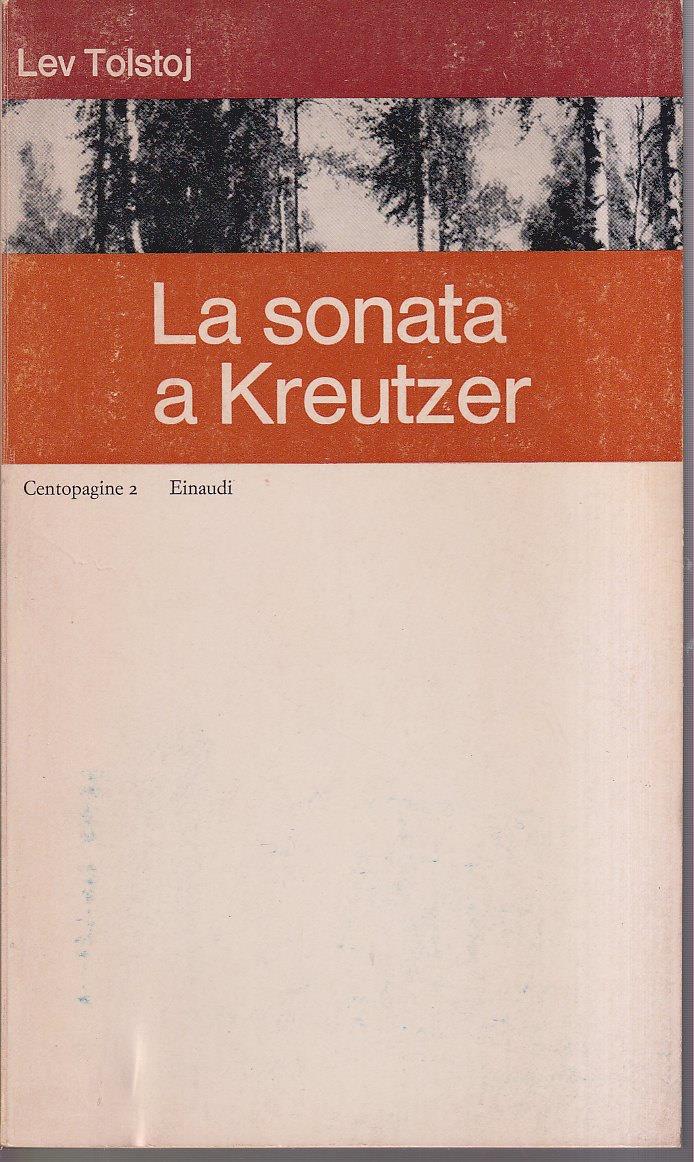 Lev Tolstoj
La sonata
a Kreutzer
Centopagine 2 Einaudi